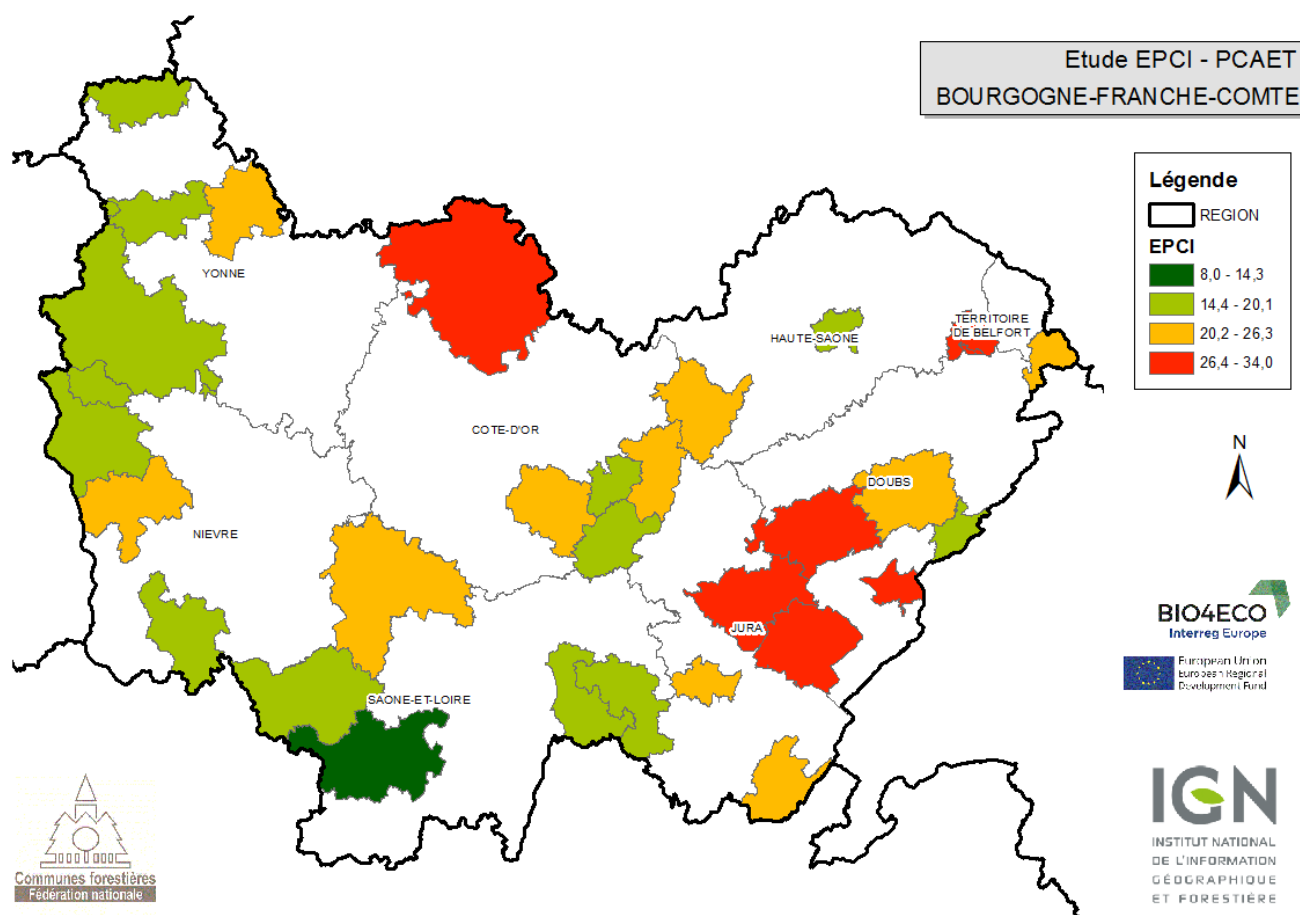 Etude EPCI - PCAET
BOURGOGNE-FRANCHE-COMTE
Légende
REGION
EPCI
8,0 - 14,3
14,4 - 20,1
20,2 - 26,3
26,4 - 34,0
YONNE
HAUTE-SAONE
TERRITOIRE
DE BELFORT
COTE-D'OR
N
DOUBS
NIEVRE
JURA
SAONE-ET-LOIRE
BIO4ECO
Interreg Europe
European Union
European Regional
Development Fund
IGN
INSTITUT NATIONAL
DE L'INFORMATION
GÉOGRAPHIQUE
ET FORESTIÈRE
Communes forestières
Fédération nationale